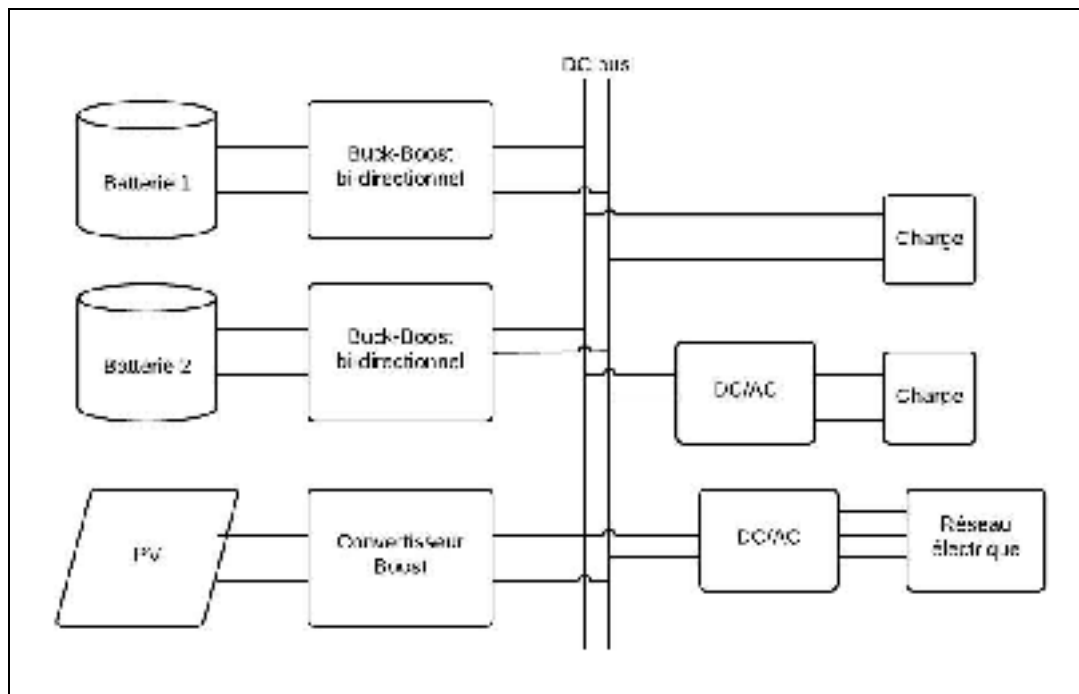 DC bus
Batterie 1
Buck-Boost
bi-directionnel
Charge
Batterie 2
Buck-Boost
bi-directionnel
DC/AC
Charge
PV
Convertisseur
Boost
DC/AC
Réseau
électrique